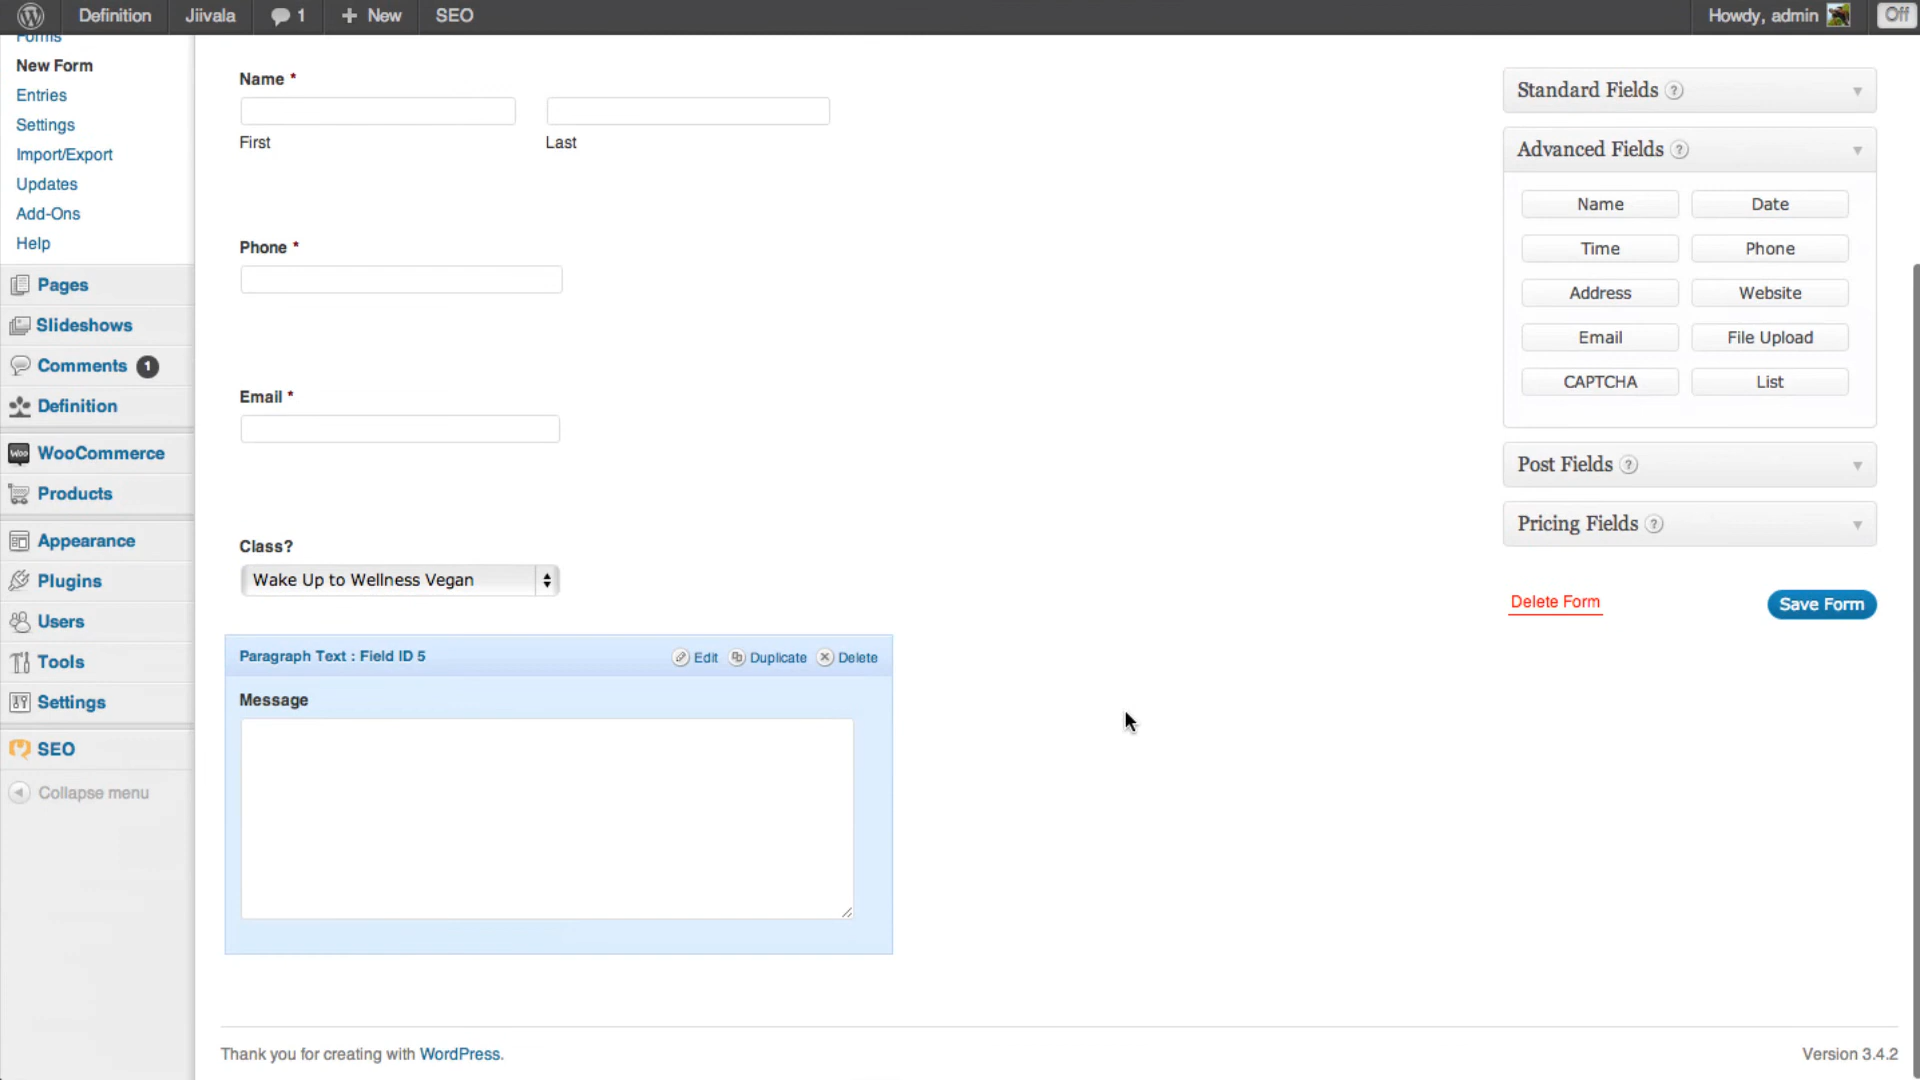 Definition
Jiivala
1
+ New
SEO
Howdy, admin
Off
Forms
New Form
Entries
Settings
Import/Export
Updates
Add-Ons
Help
Pages
Slideshows
Comments 1
Definition
WooCommerce
Products
Appearance
Plugins
Users
Tools
Settings
SEO
Collapse menu
Name *
First
Last
Phone *
Email *
Class?
Wake Up to Wellness Vegan
Paragraph Text : Field ID 5
Edit
Duplicate
Delete
Message
Standard Fields ?
Advanced Fields ?
Name
Date
Time
Phone
Address
Website
Email
File Upload
CAPTCHA
List
Post Fields ?
Pricing Fields ?
Delete Form
Save Form
Thank you for creating with WordPress.
Version 3.4.2